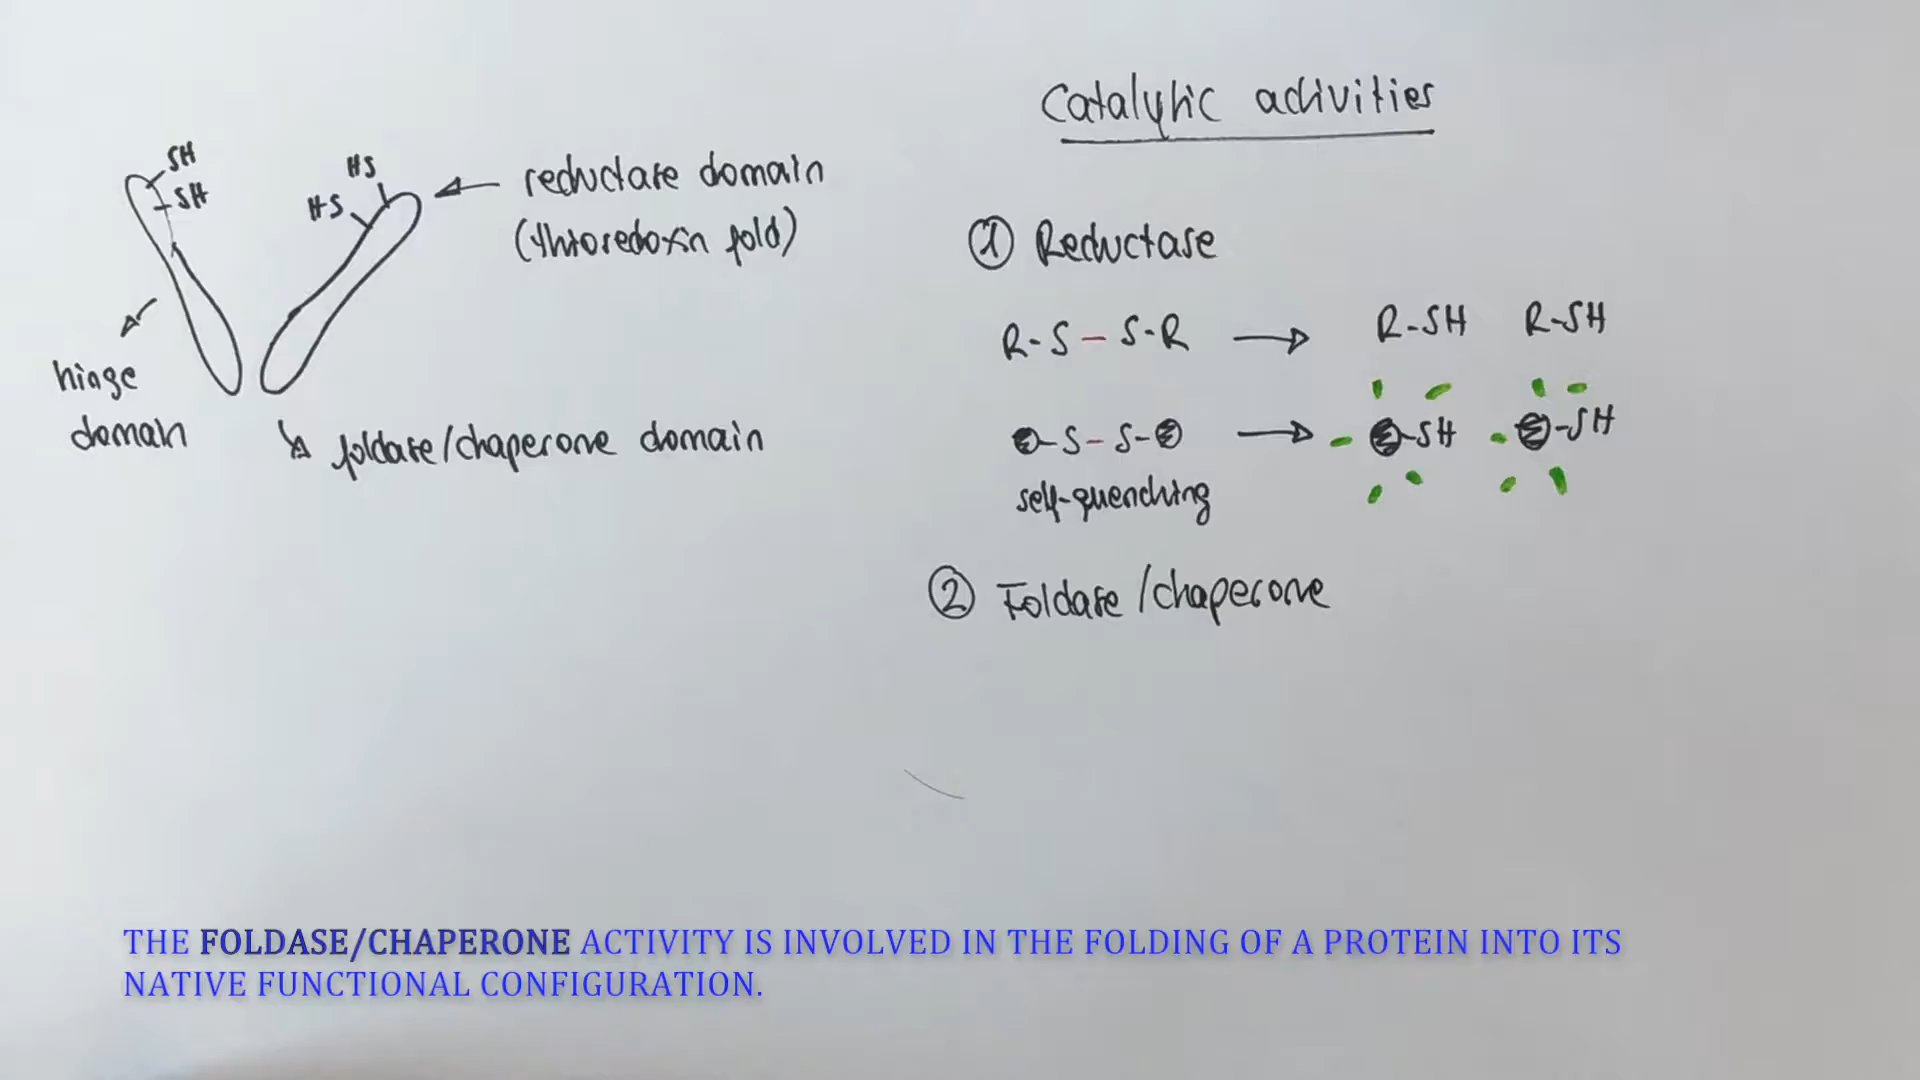 SH
SH
HS
HS
reductase domain
(thioredoxin fold)
hinge
domain
foldase/chaperone domain
Catalytic activities
① Reductase
R-S-S-R → R-SH R-SH
-S-S- → -SH -SH
self-quenching
② Foldase/chaperone
THE FOLDASE/CHAPERONE ACTIVITY IS INVOLVED IN THE FOLDING OF A PROTEIN INTO ITS
NATIVE FUNCTIONAL CONFIGURATION.